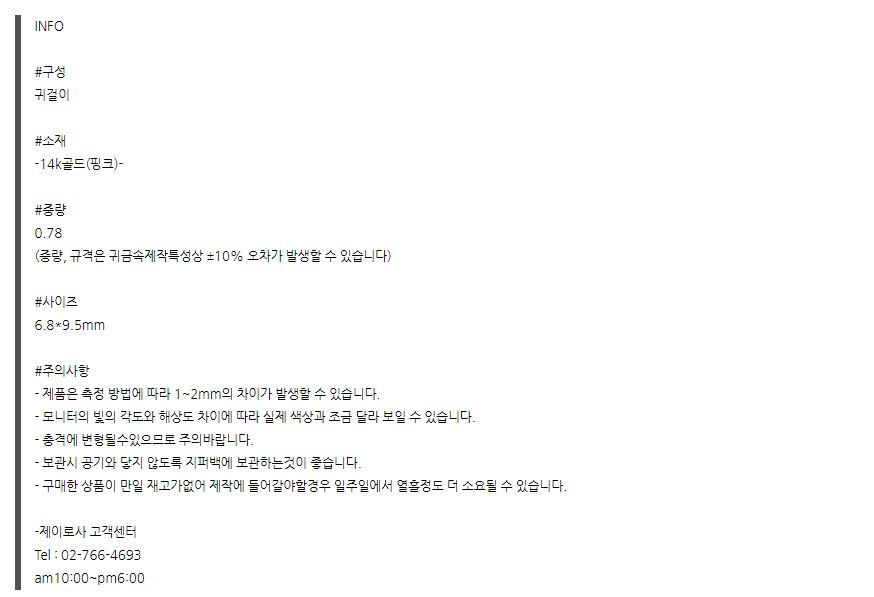 INFO
#구성
귀걸이
#소재
-14k골드(핑크)-
#중량
0.78
(중량, 규격은 귀금속제작특성상 ±10% 오차가 발생할 수 있습니다)
#사이즈
6.8*9.5mm
#주의사항
- 제품은 측정 방법에 따라 1~2mm의 차이가 발생할 수 있습니다.
- 모니터의 빛의 각도와 해상도 차이에 따라 실제 색상과 조금 달라 보일 수 있습니다.
- 충격에 변형될수있으므로 주의바랍니다.
- 보관시 공기와 닿지 않도록 지퍼백에 보관하는것이 좋습니다.
- 구매한 상품이 만일 재고가없어 제작에 들어갈야할경우 일주일에서 열흘정도 더 소요될 수 있습니다.
-제이로사 고객센터
Tel : 02-766-4693
am10:00~pm6:00